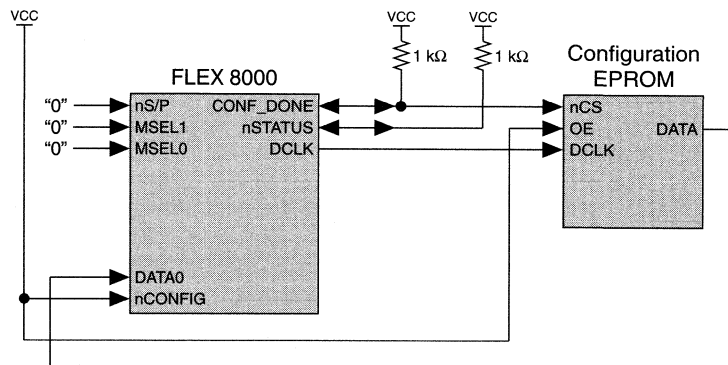 VCC
VCC
VCC
1 kΩ
1 kΩ
FLEX 8000
Configuration
EPROM
"0"
nS/P
CONF_DONE
nCS
"0"
MSEL1
nSTATUS
OE
DATA
"0"
MSEL0
DCLK
DCLK
DATA0
nCONFIG